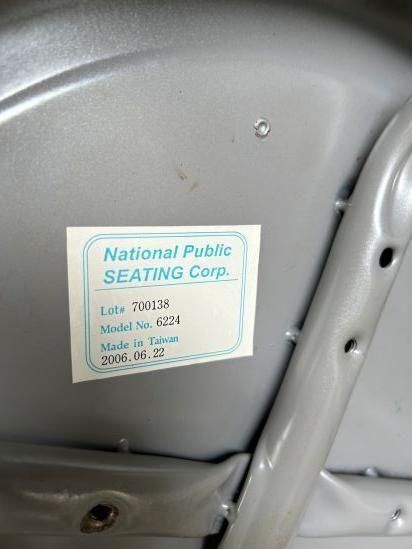 National Public
SEATING Corp.
Lot# 700138
Model No. 6224
Made in Taiwan
2006.06.22